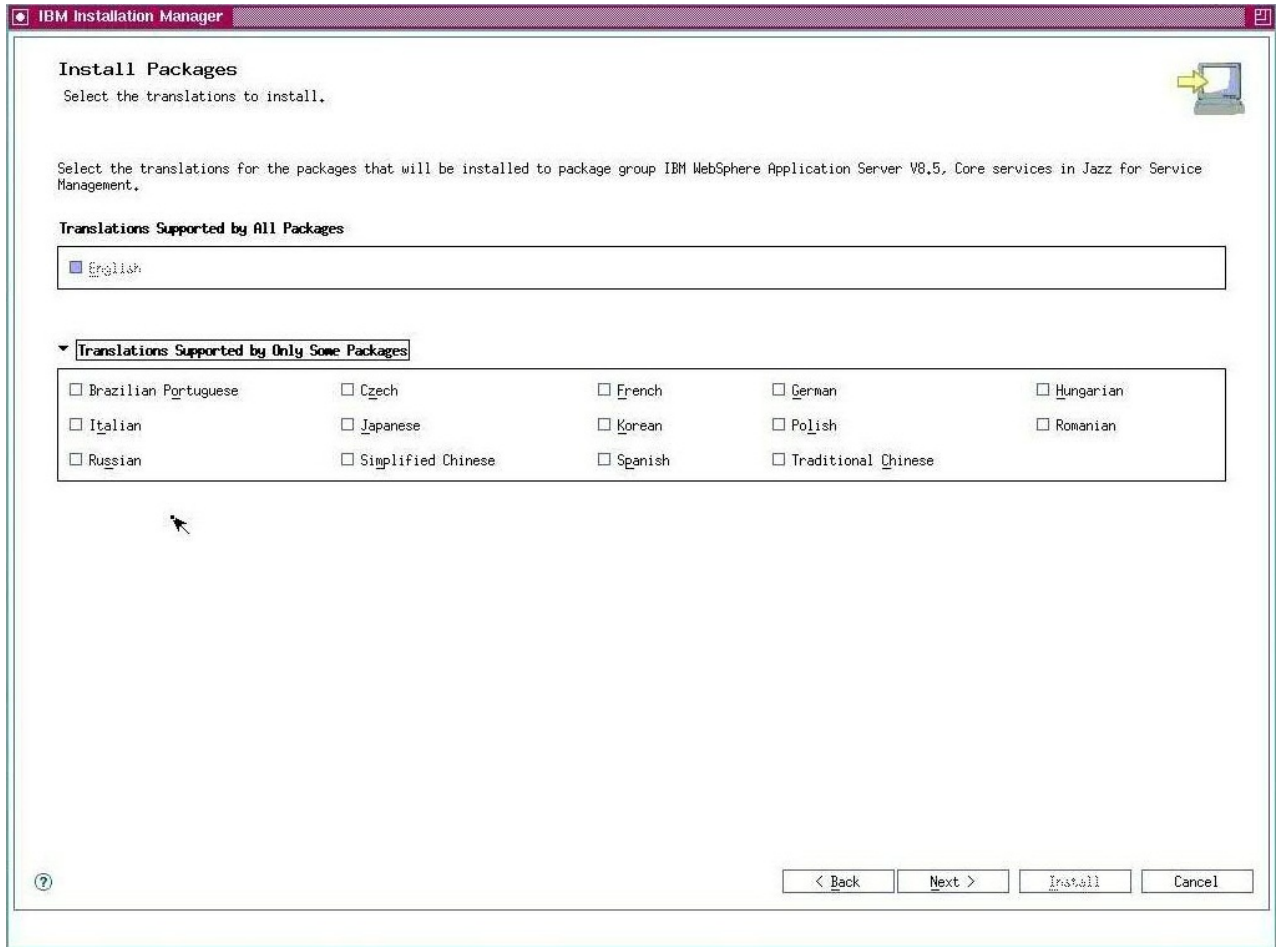 IBM Installation Manager
Install Packages
Select the translations to install.
Select the translations for the packages that will be installed to package group IBM WebSphere Application Server V8.5, Core services in Jazz for Service
Management.
Translations Supported by All Packages
English
Translations Supported by Only Some Packages
Brazilian Portuguese Czech French German Hungarian
Italian Japanese Korean Polish Romanian
Russian Simplified Chinese Spanish Traditional Chinese
? < Back Next > Install Cancel